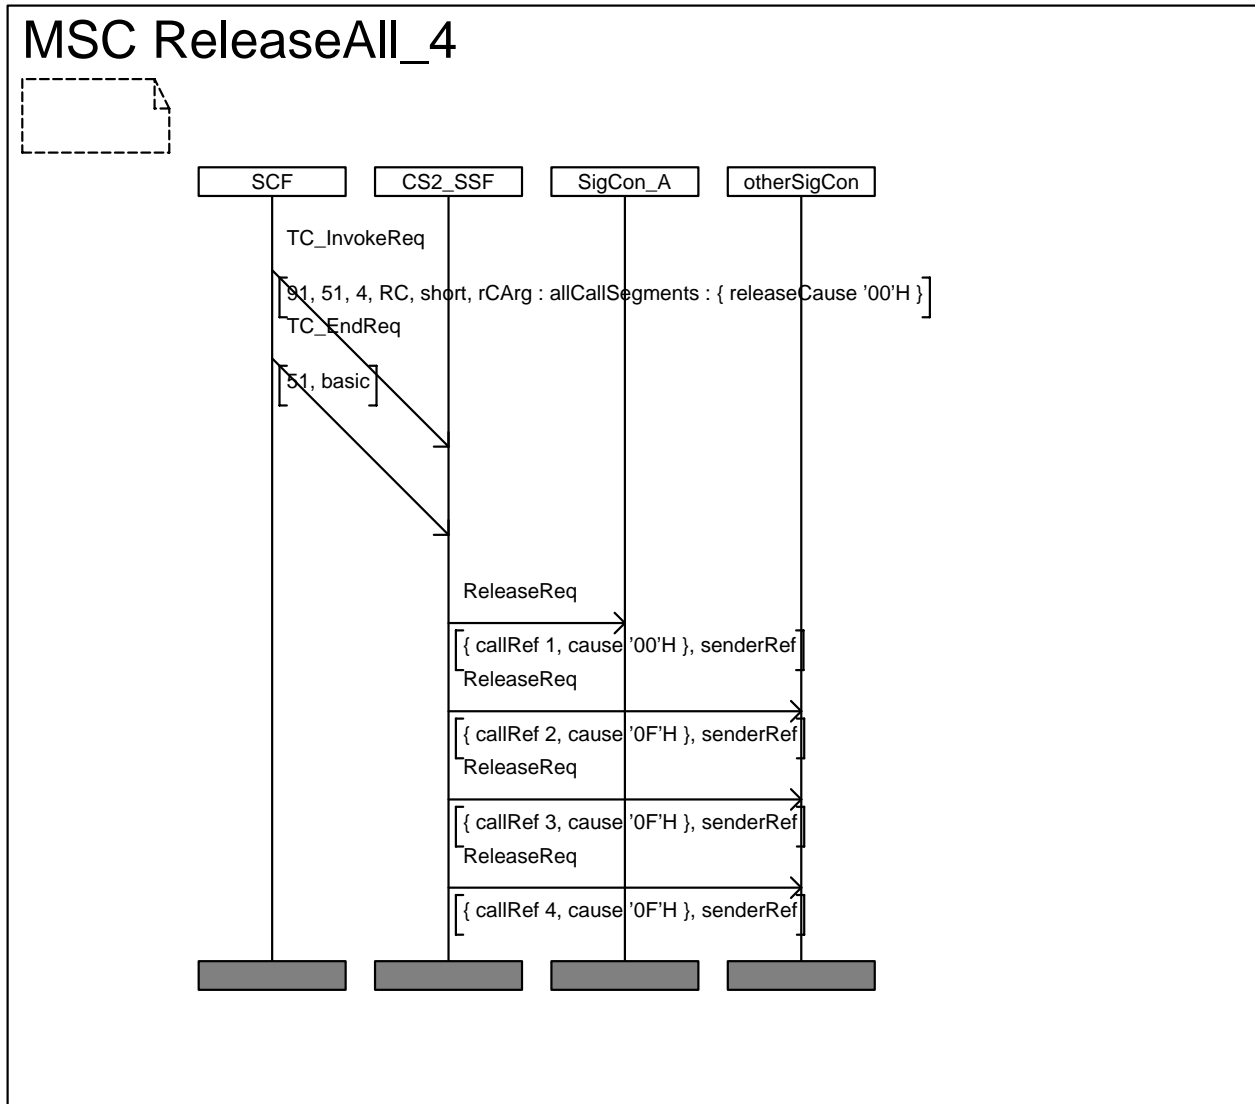 MSC ReleaseAll_4
SCF
CS2_SSF
SigCon_A
otherSigCon
TC_InvokeReq
91, 51, 4, RC, short, rCArg : allCallSegments : { releaseCause ’00’H }
TC_EndReq
51, basic
ReleaseReq
{ callRef 1, cause ’00’H }, senderRef
ReleaseReq
{ callRef 2, cause ’0F’H }, senderRef
ReleaseReq
{ callRef 3, cause ’0F’H }, senderRef
ReleaseReq
{ callRef 4, cause ’0F’H }, senderRef